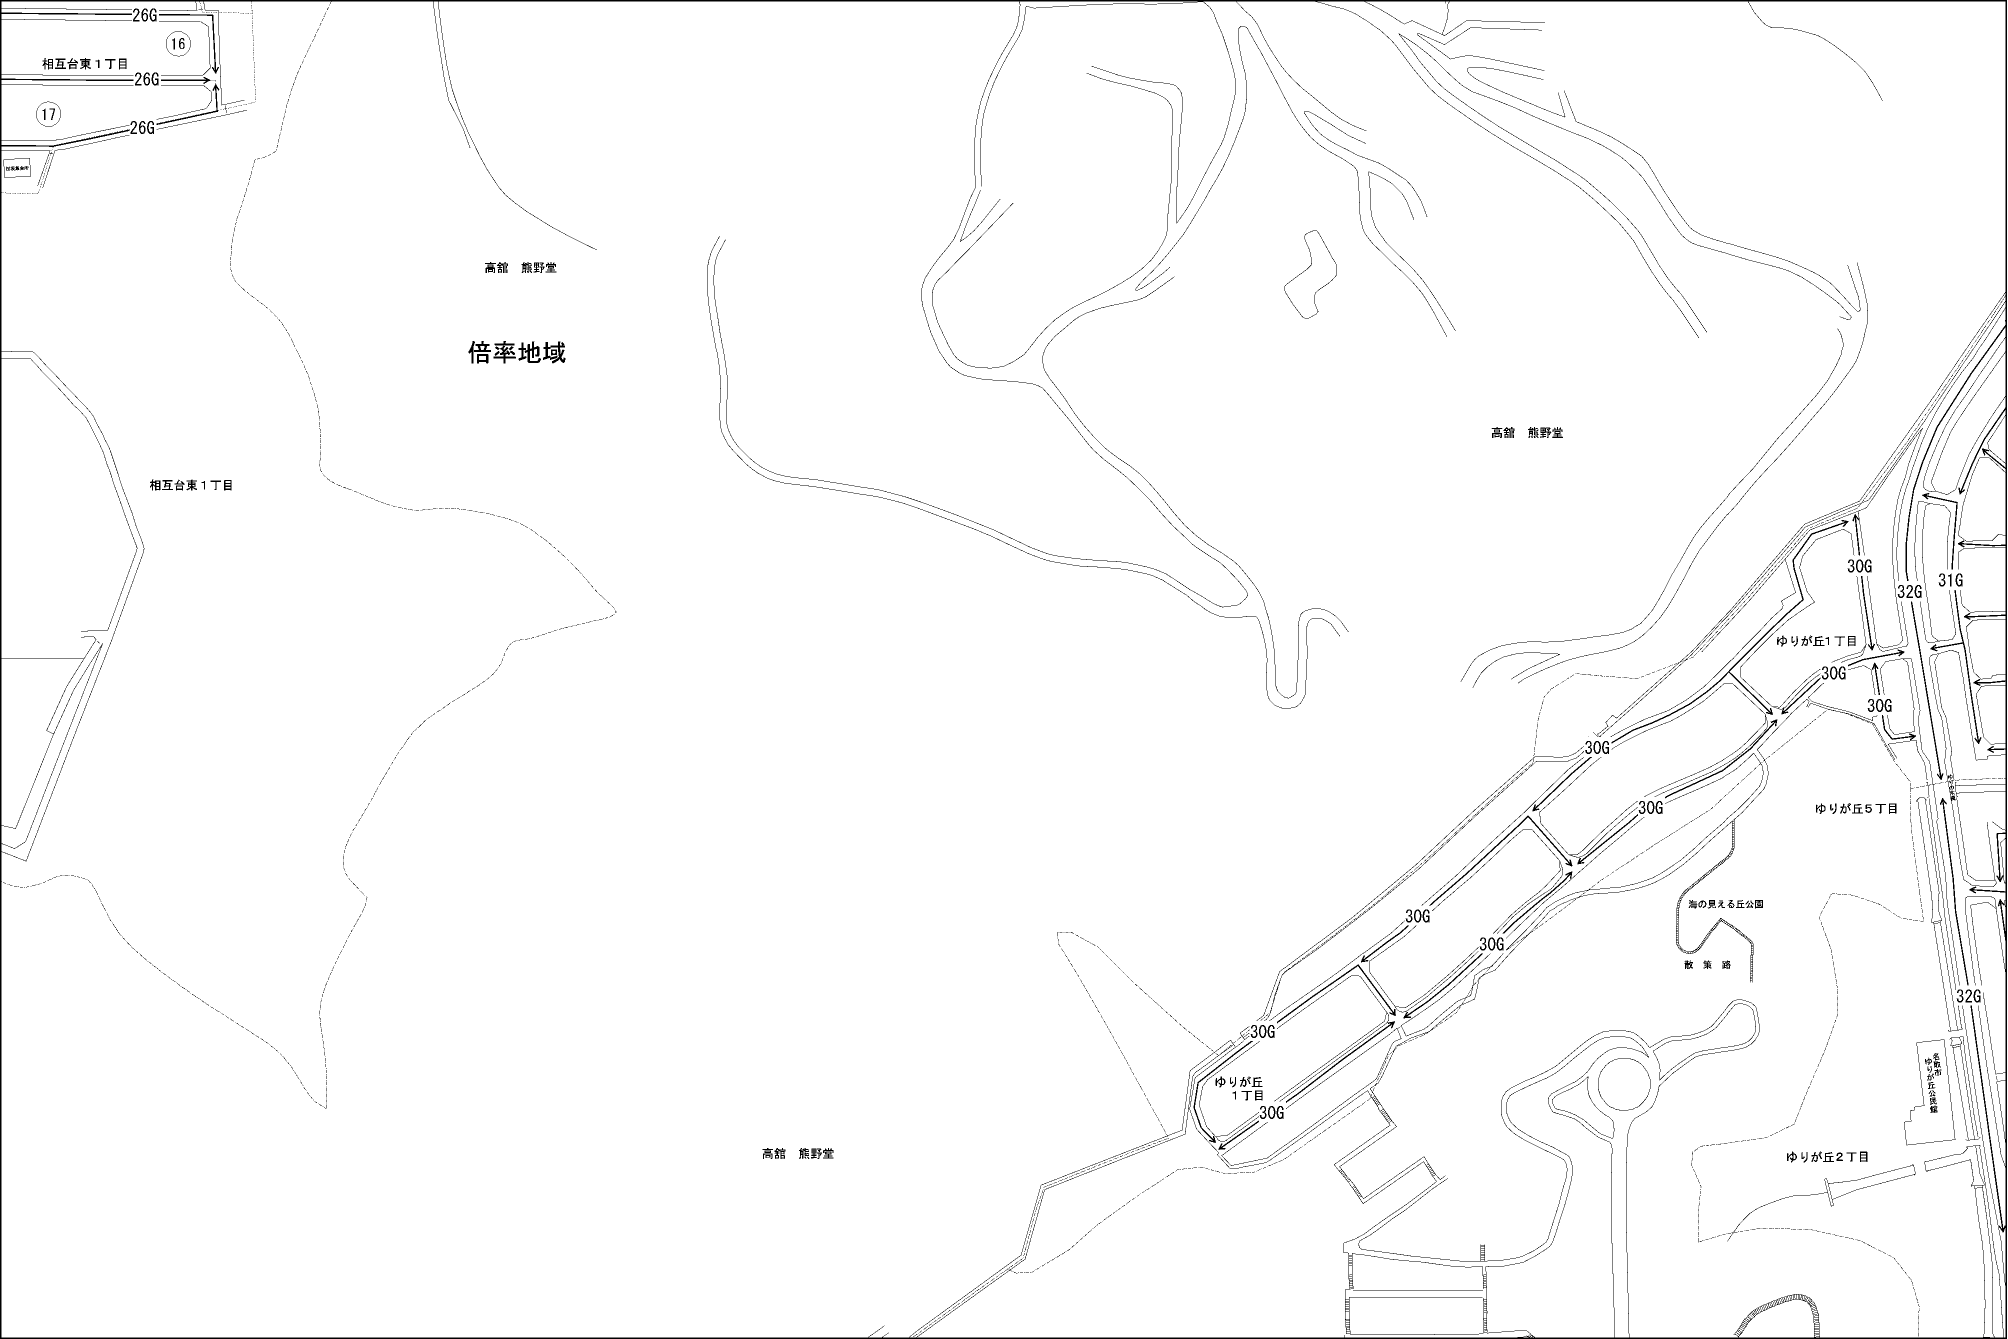 26G
16
相互台東1丁目
26G
17
26G
高舘　熊野堂
倍率地域
高舘　熊野堂
相互台東1丁目
30G
31G
32G
ゆりが丘1丁目
30G
30G
30G
30G
ゆりが丘5丁目
海の見える丘公園
30G
30G
散策路
32G
30G
名取市
ゆりが丘公民館
ゆりが丘
1丁目
30G
高舘　熊野堂
ゆりが丘2丁目